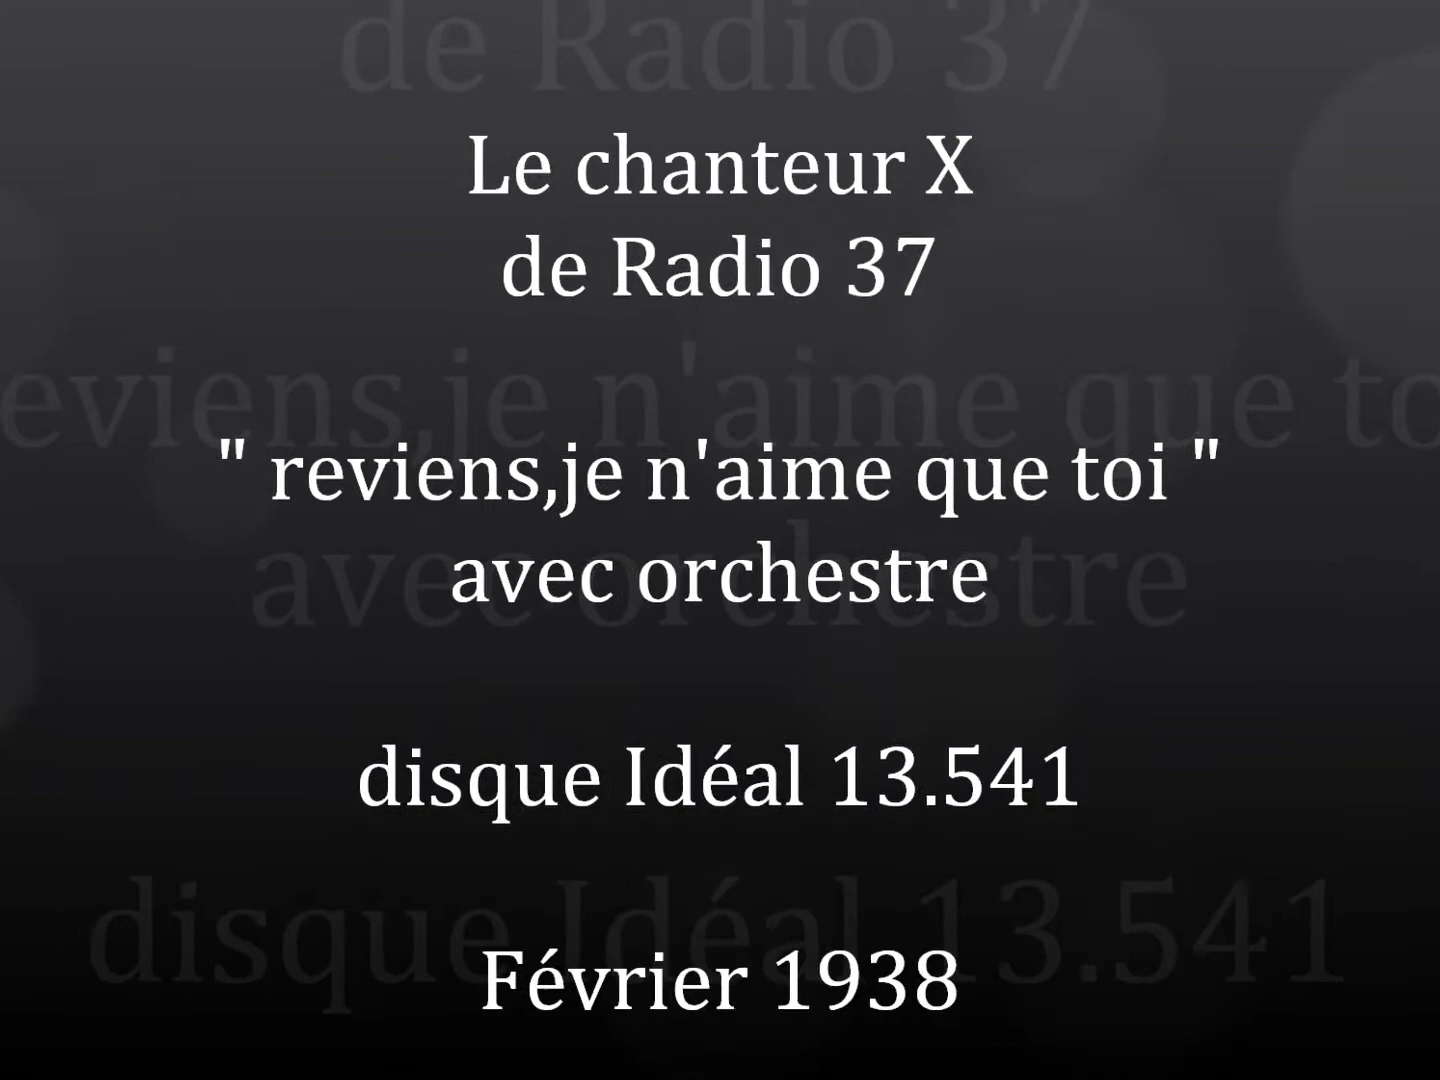 Le chanteur X
de Radio 37
" reviens,je n'aime que toi "
avec orchestre
disque Idéal 13.541
Février 1938